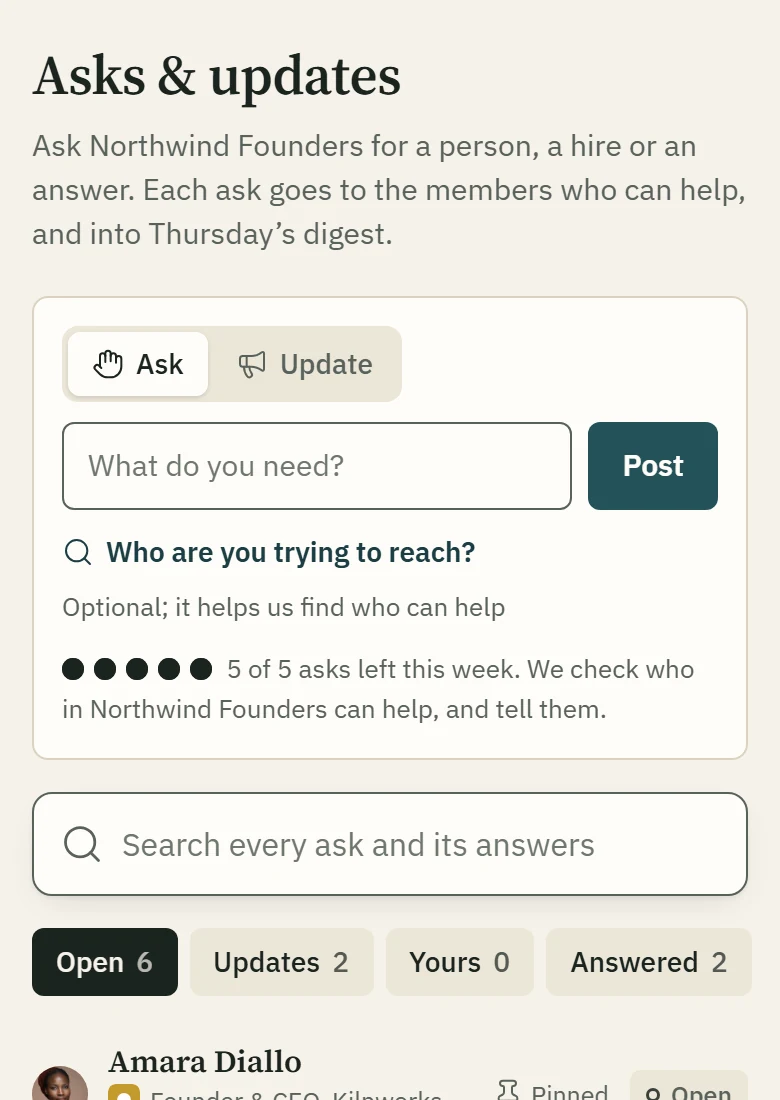 Asks & updates
Ask Northwind Founders for a person, a hire or an
answer. Each ask goes to the members who can help,
and into Thursday’s digest.
Ask
Update
What do you need?
Post
Who are you trying to reach?
Optional; it helps us find who can help
5 of 5 asks left this week. We check who
in Northwind Founders can help, and tell them.
Search every ask and its answers
Open 6
Updates 2
Yours 0
Answered 2
Amara Diallo
Founder & CEO, Kilnworks
Pinned
Open